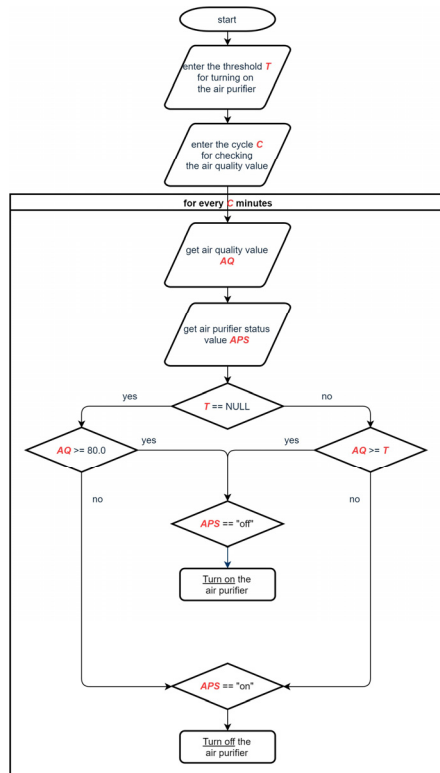 start
enter the threshold T
for turning on
the air purifier
enter the cycle C
for checking
the air quality value
for every C minutes
get air quality value
AQ
get air purifier status
value APS
yes
no
T == NULL
AQ >= 80.0
yes
yes
AQ >= T
no
no
APS == "off"
Turn on the
air purifier
APS == "on"
Turn off the
air purifier